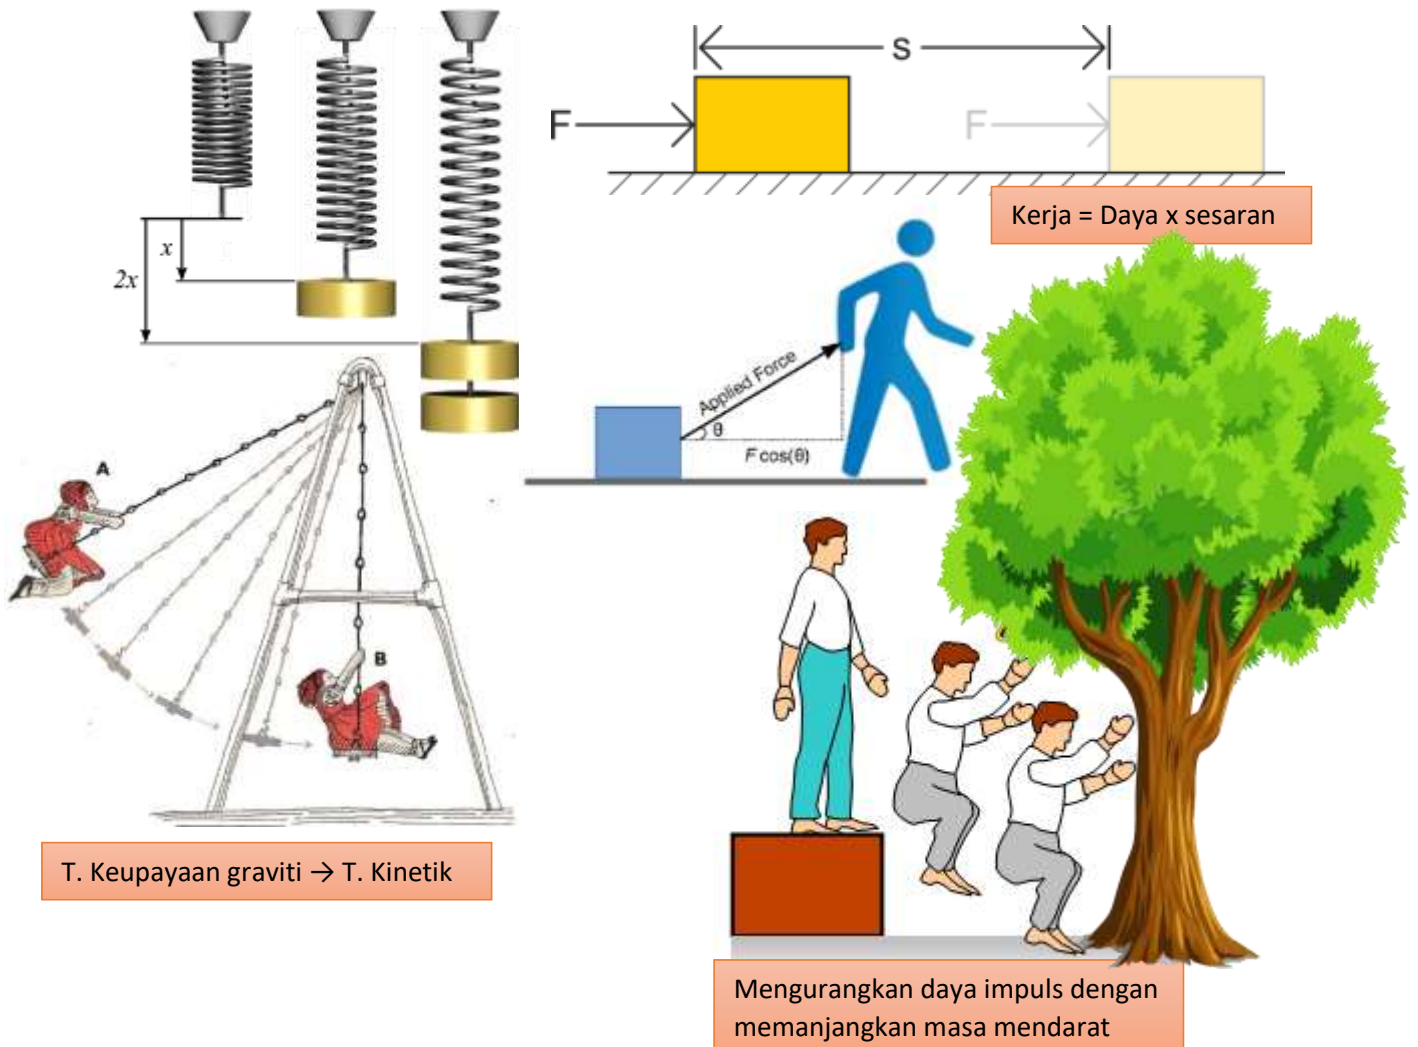 x
2x
S
F
F
Kerja = Daya x sesaran
Applied Force
θ
F cos(θ)
A
B
T. Keupayaan graviti → T. Kinetik
Mengurangkan daya impuls dengan
memanjangkan masa mendarat